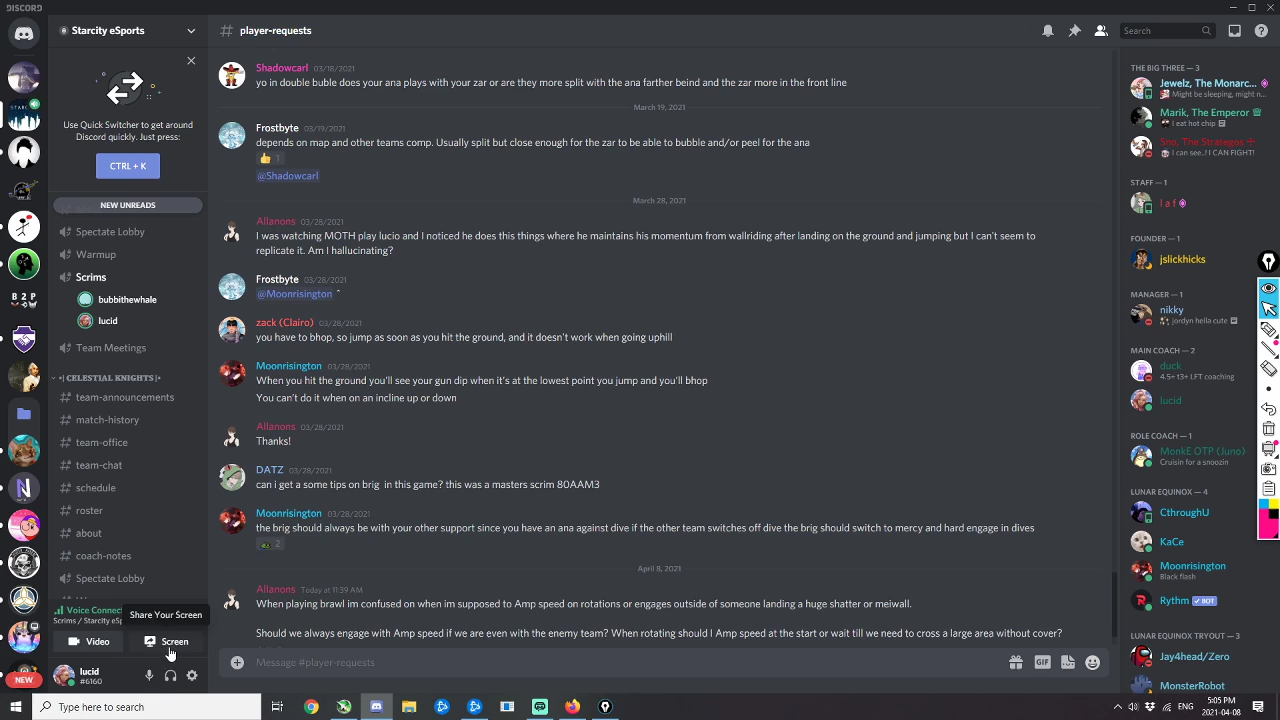 DISCORD
Starcity eSports
Use Quick Switcher to get around
Discord quickly. Just press:
CTRL + K
NEW UNREADS
Spectate Lobby
Warmup
Scrims
bubbithewhale
lucid
Team Meetings
•| CELESTIAL KNIGHTS |•
# team-announcements
# match-history
# team-office
# team-chat
# schedule
# roster
# about
# coach-notes
Spectate Lobby
Voice Connect
Share Your Screen
Scrims / Starcity eSp
Video
Screen
lucid
#6160
NEW
# player-requests
Search
Shadowcarl 03/18/2021
yo in double buble does your ana plays with your zar or are they more split with the ana farther beind and the zar more in the front line
March 19, 2021
Frostbyte 03/19/2021
depends on map and other teams comp. Usually split but close enough for the zar to be able to bubble and/or peel for the ana
1
@Shadowcarl
March 28, 2021
Allanons 03/28/2021
I was watching MOTH play lucio and I noticed he does this things where he maintains his momentum from wallriding after landing on the ground and jumping but I can't seem to
replicate it. Am I hallucinating?
Frostbyte 03/28/2021
@Moonrisington ^
zack (Clairo) 03/28/2021
you have to bhop, so jump as soon as you hit the ground, and it doesn't work when going uphill
Moonrisington 03/28/2021
When you hit the ground you'll see your gun dip when it's at the lowest point you jump and you'll bhop
You can't do it when on an incline up or down
Allanons 03/28/2021
Thanks!
DATZ 03/28/2021
can i get some tips on brig in this game? this was a masters scrim 80AAM3
Moonrisington 03/28/2021
the brig should always be with your other support since you have an ana against dive if the other team switches off dive the brig should switch to mercy and hard engage in dives
2
April 8, 2021
Allanons Today at 11:39 AM
When playing brawl im confused on when im supposed to Amp speed on rotations or engages outside of someone landing a huge shatter or meiwall.
Should we always engage with Amp speed if we are even with the enemy team? When rotating should I Amp speed at the start or wait till we need to cross a large area without cover?
Message #player-requests
GIF
THE BIG THREE — 3
Jewelz, The Monarc...
Might be sleeping, might n...
Marik, The Emperor
I eat hot chip
Sno, The Strategos
I can see..! I CAN FIGHT!
STAFF — 1
l a f
FOUNDER — 1
jslickhicks
MANAGER — 1
nikky
jordyn hella cute
MAIN COACH — 2
duck
4.5+ t3+ LFT coaching
lucid
ROLE COACH — 1
MonkE OTP (Juno)
Cruisin for a snoozin
LUNAR EQUINOX — 4
CthroughU
KaCe
Moonrisington
Black flash
Rythm BOT
LUNAR EQUINOX TRYOUT — 3
Jay4head/Zero
MonsterRobot
Type here to search
5:05 PM
2021-04-08